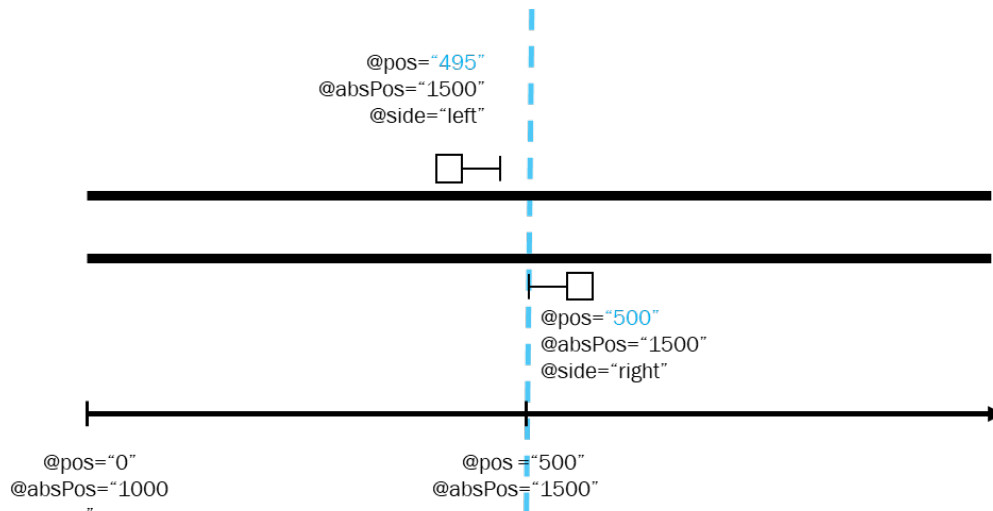 @pos=“495”
@absPos=“1500”
@side=“left”
@pos=“500”
@absPos=“1500”
@side=“right”
@pos=“0”
@absPos=“1000
”
@pos =“500”
@absPos=“1500”